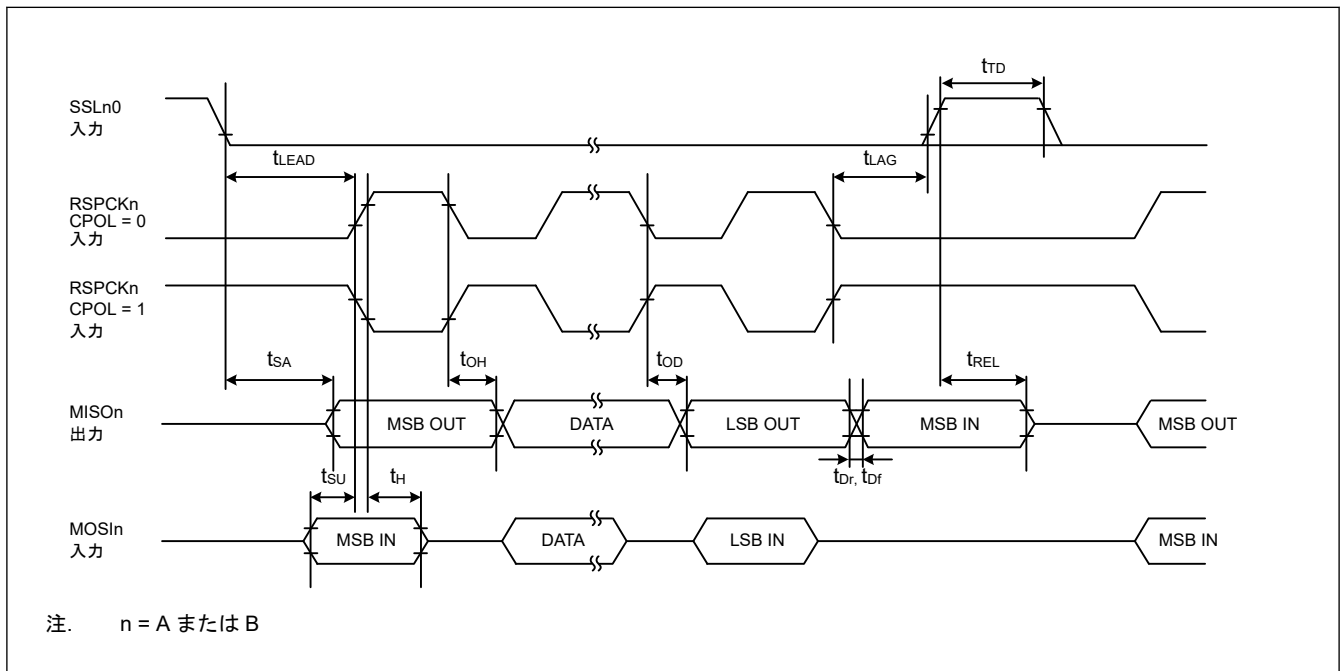 tTD
SSLn0
入力
tLEAD
tLAG
RSPCKn
CPOL = 0
入力
RSPCKn
CPOL = 1
入力
tSA
tOH
tOD
tREL
MISOn
出力
MSB OUT
DATA
LSB OUT
MSB IN
MSB OUT
tSU
tH
tDr, tDf
MOSIn
入力
MSB IN
DATA
LSB IN
MSB IN
注. n = A または B